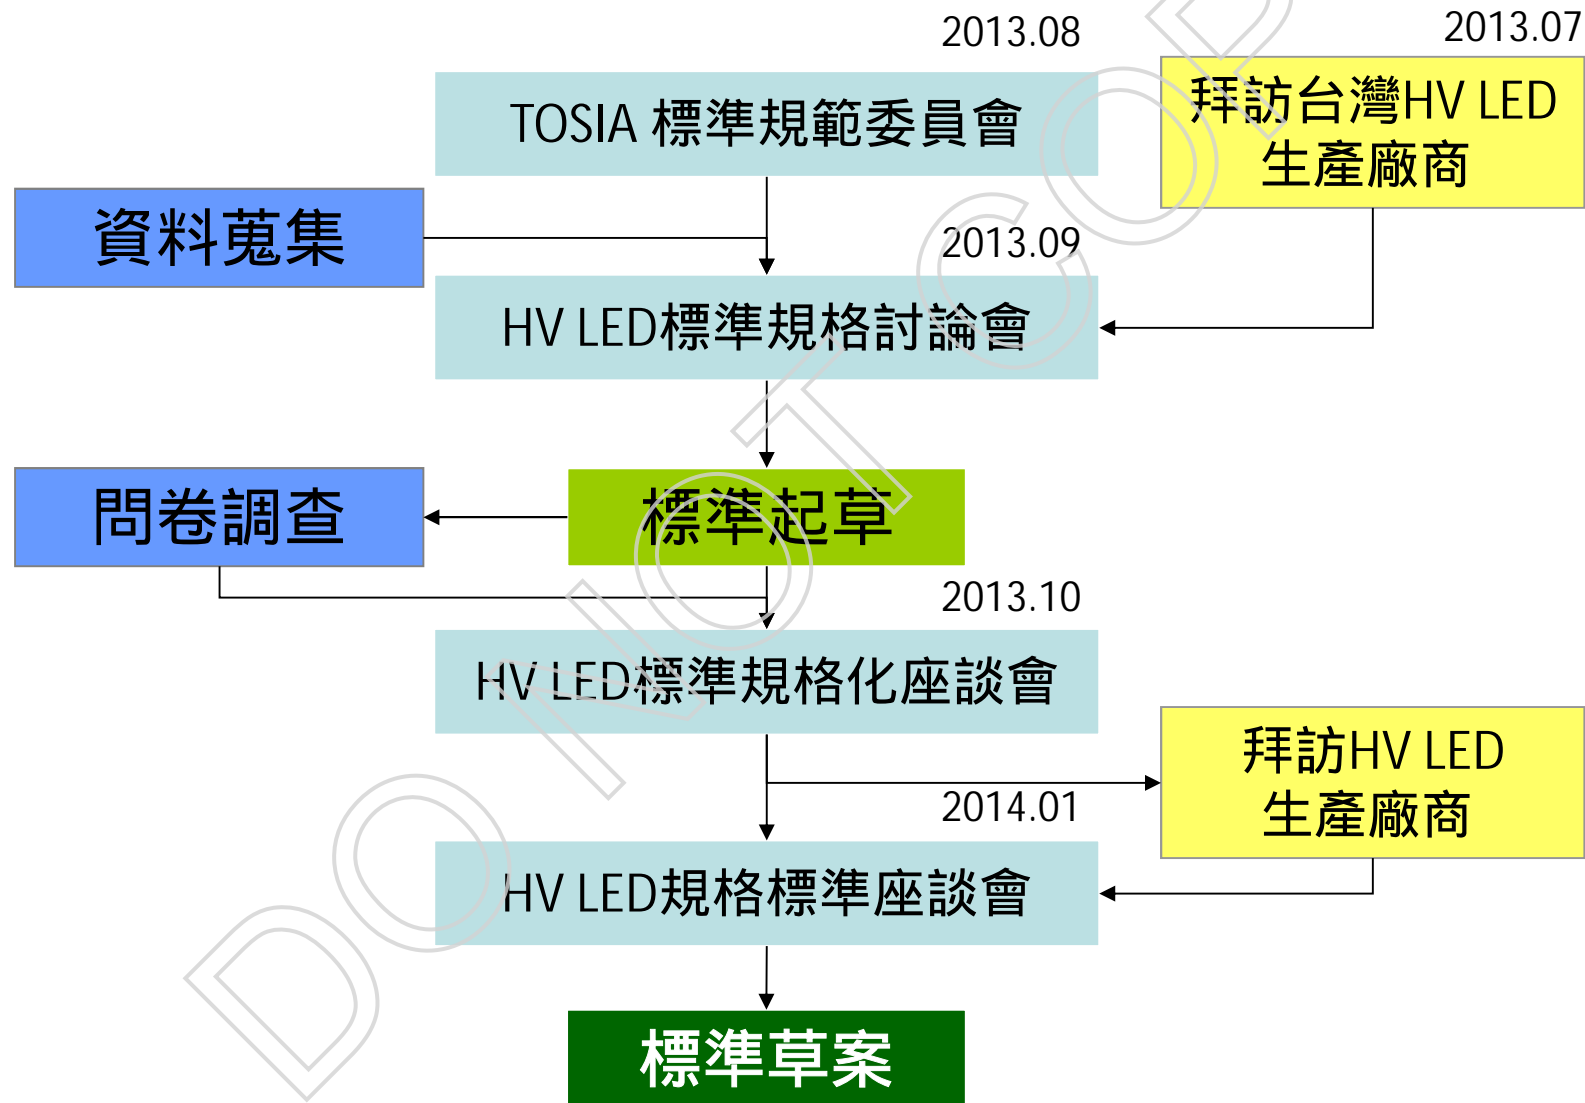 2013.08
2013.07
TOSIA 標準規範委員會
拜訪台灣HV LED
生產廠商
資料蒐集
2013.09
HV LED標準規格討論會
問卷調查
標準起草
2013.10
HV LED標準規格化座談會
拜訪HV LED
生產廠商
2014.01
HV LED規格標準座談會
標準草案
DO NOT COP